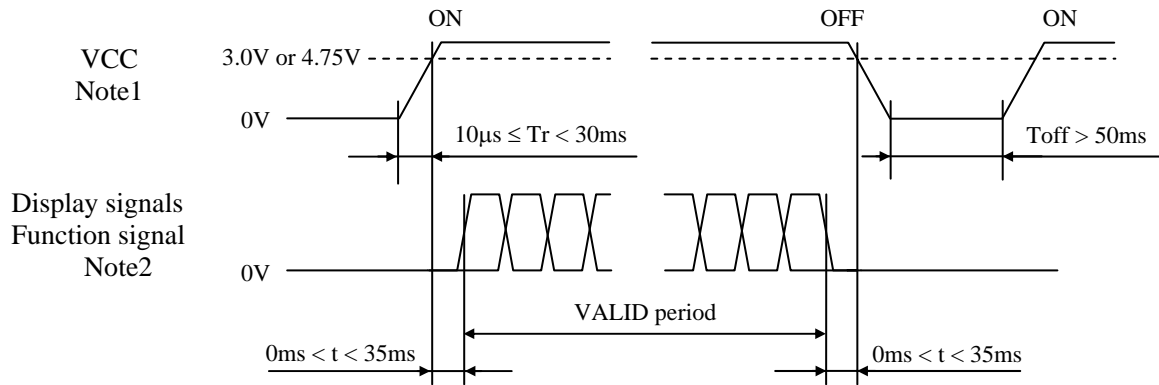 ON
OFF
ON
VCC
Note1
3.0V or 4.75V
0V
10μs ≤ Tr < 30ms
Toff > 50ms
Display signals
Function signal
Note2
0V
VALID period
0ms < t < 35ms
0ms < t < 35ms